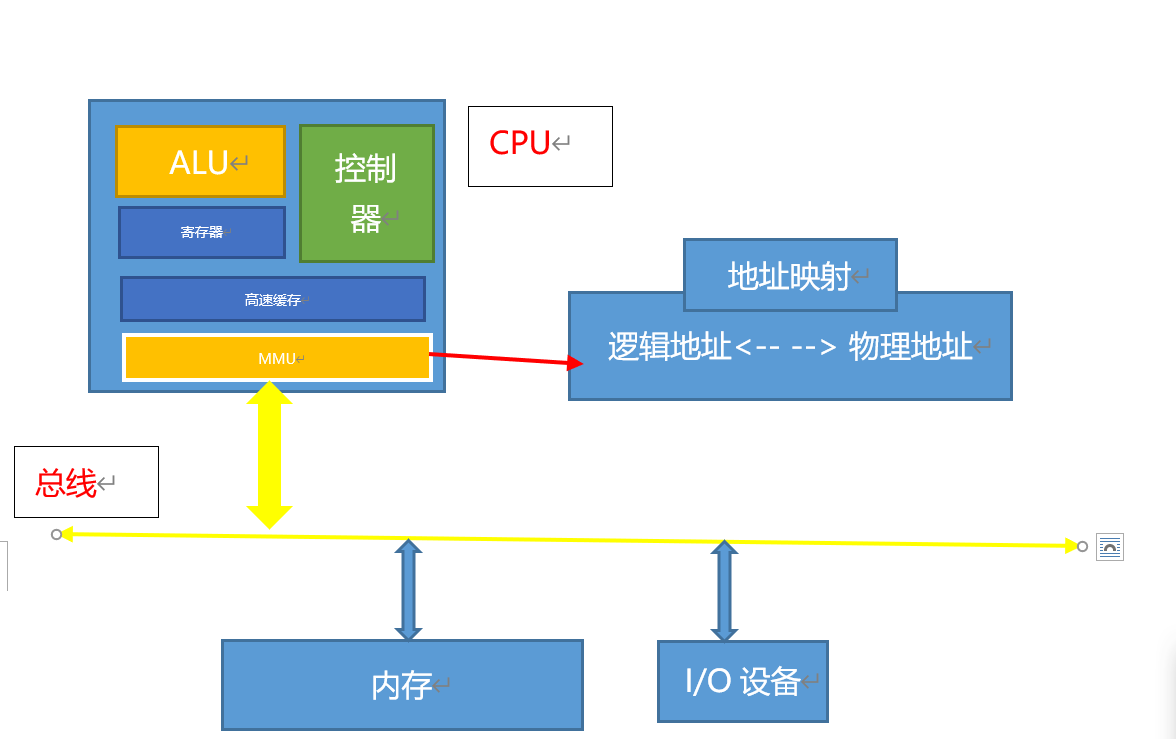 CPU
ALU
控制
器
寄存器
高速缓存
MMU
地址映射
逻辑地址<-- --> 物理地址
总线
内存
I/O 设备